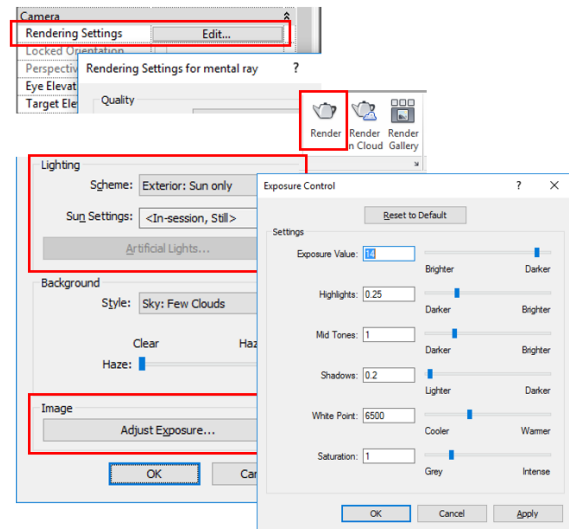 Camera
Rendering Settings Edit...
Locked Orientation
Perspectiv
Eye Elevat
Target Ele
Rendering Settings for mental ray ?
Quality
Render Render Render
n Cloud Gallery
Lighting
Scheme: Exterior: Sun only
Sun Settings: <In-session, Still>
Artificial Lights...
Background
Style: Sky: Few Clouds
Clear Haz
Haze:
Image
Adjust Exposure...
OK Car
Exposure Control ? ×
Reset to Default
Settings
Exposure Value: 14
Brighter Darker
Highlights: 0.25
Darker Brighter
Mid Tones: 1
Darker Brighter
Shadows: 0.2
Lighter Darker
White Point: 6500
Cooler Warmer
Saturation: 1
Grey Intense
OK Cancel Apply